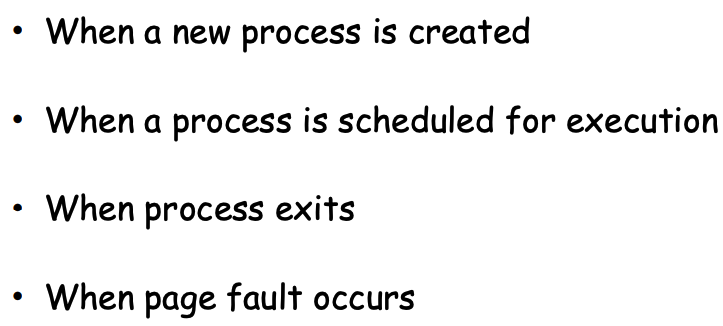 • When a new process is created
• When a process is scheduled for execution
• When process exits
• When page fault occurs